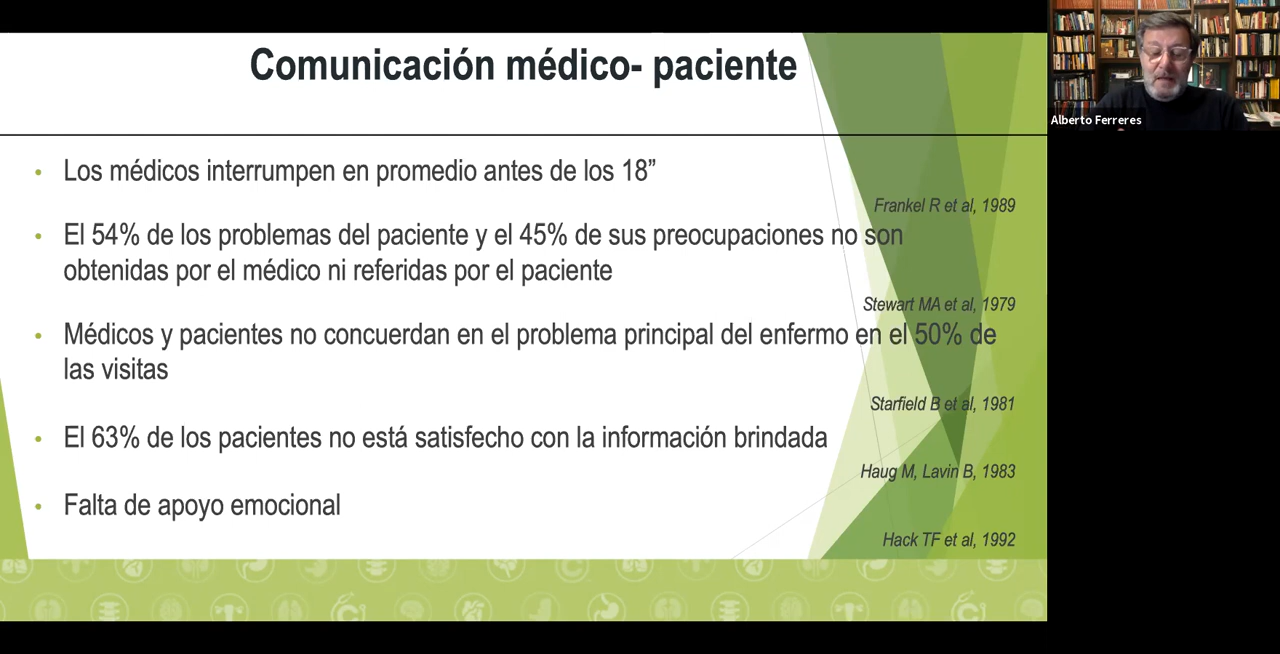 Comunicación médico- paciente
Alberto Ferreres
• Los médicos interrumpen en promedio antes de los 18”
Frankel R et al, 1989
• El 54% de los problemas del paciente y el 45% de sus preocupaciones no son
obtenidas por el médico ni referidas por el paciente
Stewart MA et al, 1979
• Médicos y pacientes no concuerdan en el problema principal del enfermo en el 50% de
las visitas
Starfield B et al, 1981
• El 63% de los pacientes no está satisfecho con la información brindada
Haug M, Lavin B, 1983
• Falta de apoyo emocional
Hack TF et al, 1992